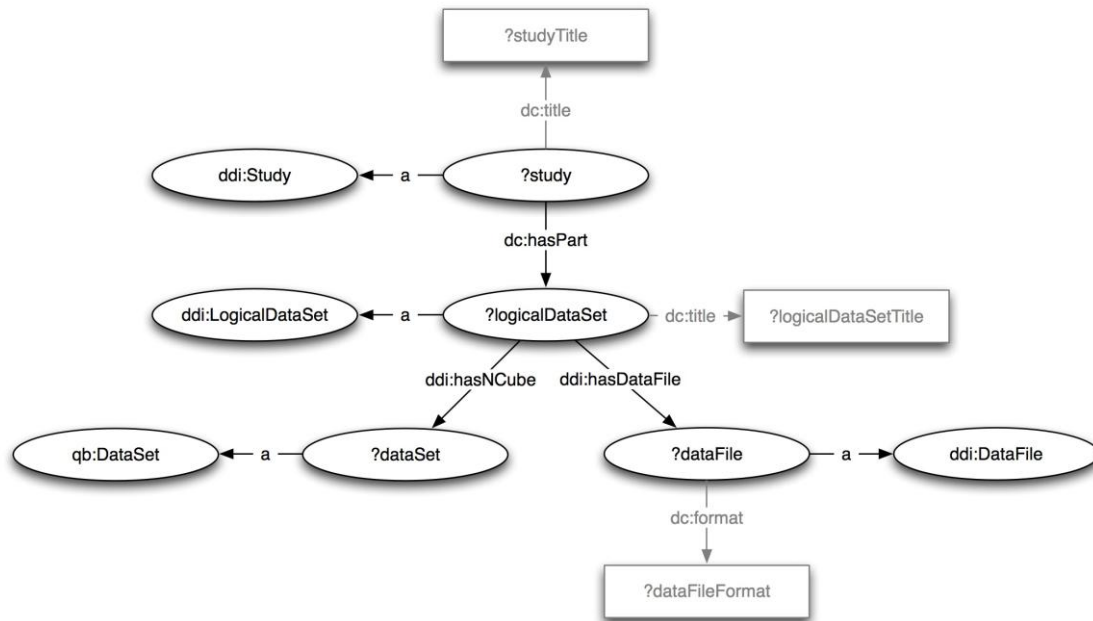 ?studyTitle
dc:title
ddi:Study
a
?study
dc:hasPart
ddi:LogicalDataSet
a
?logicalDataSet
dc:title
?logicalDataSetTitle
ddi:hasNCube
ddi:hasDataFile
qb:DataSet
a
?dataSet
?dataFile
a
ddi:DataFile
dc:format
?dataFileFormat